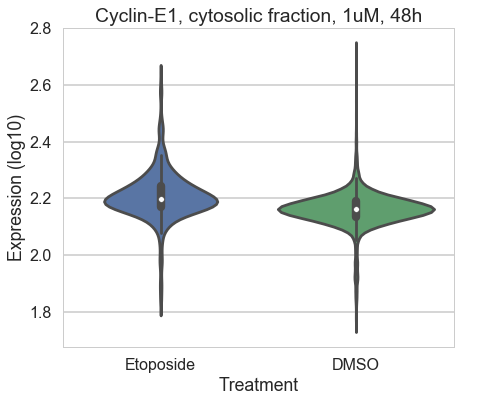 Cyclin-E1, cytosolic fraction, 1uM, 48h
2.8
2.6
2.4
2.2
2.0
1.8
Expression (log10)
Etoposide
DMSO
Treatment